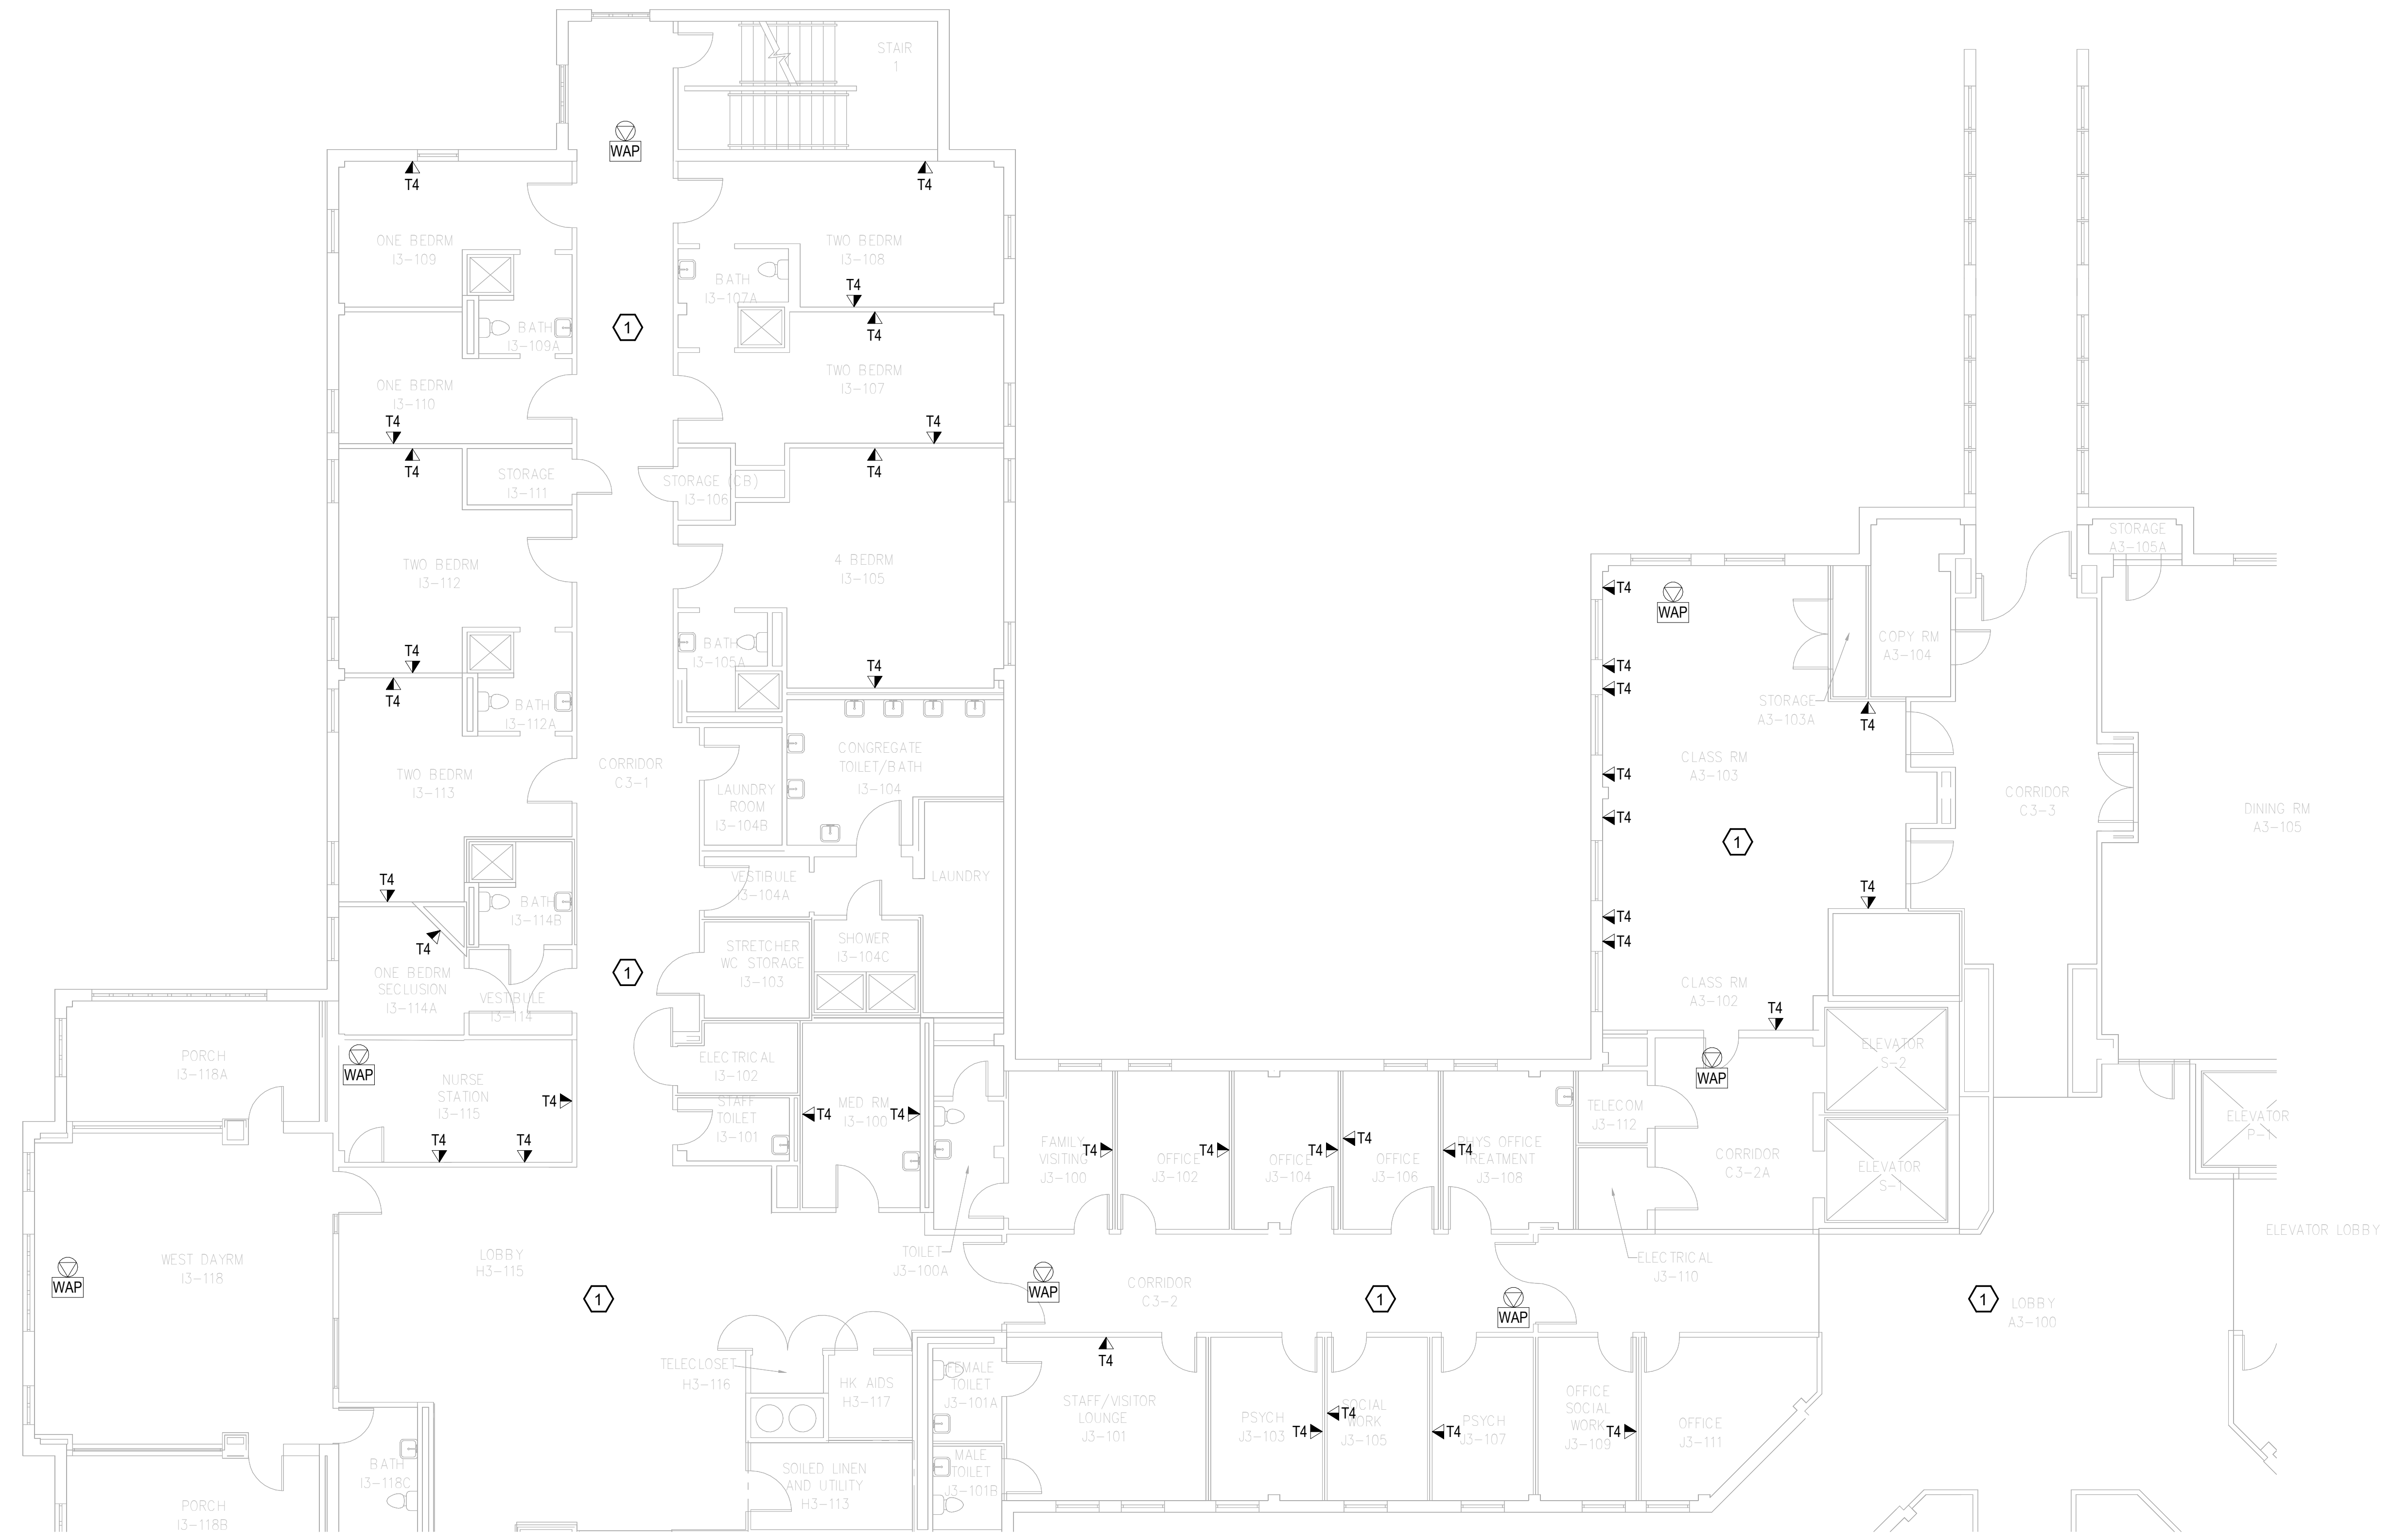 STAIR
1
WAP
T4
T4
ONE BEDRM
I3-109
TWO BEDRM
I3-108
BATH
I3-107A
T4
1
T4
BATH
I3-109A
ONE BEDRM
I3-110
TWO BEDRM
I3-107
T4
T4
T4
T4
STORAGE
I3-111
STORAGE (CB)
I3-106
TWO BEDRM
I3-112
4 BEDRM
I3-105
T4
T4
T4
BATH
I3-105A
BATH
I3-112A
TWO BEDRM
I3-113
CORRIDOR
C3-1
LAUNDRY
ROOM
I3-104B
CONGREGATE
TOILET/BATH
I3-104
T4
BATH
I3-114B
VESTIBULE
I3-104A
LAUNDRY
T4
ONE BEDRM
SECLUSION
I3-114A
VESTIBULE
I3-114
1
STRETCHER
WC STORAGE
I3-103
SHOWER
I3-104C
STORAGE
A3-105A
T4
WAP
COPY RM
A3-104
T4
T4
STORAGE
A3-103A
T4
CLASS RM
A3-103
T4
T4
1
CORRIDOR
C3-3
DINING RM
A3-105
T4
T4
T4
CLASS RM
A3-102
T4
PORCH
I3-118A
WAP
NURSE
STATION
I3-115
T4
T4
T4
ELECTRICAL
I3-102
STAFF
TOILET
I3-101
MED RM
I3-100
T4
T4
FAMILY
VISITING
J3-100
T4
OFFICE
J3-102
T4
OFFICE
J3-104
T4
T4
OFFICE
J3-106
T4
PHYS OFFICE
TREATMENT
J3-108
TELECOM
J3-112
WAP
ELEVATOR
S-2
CORRIDOR
C3-2A
ELEVATOR
S-1
ELEVATOR
P-1
WEST DAYRM
I3-118
WAP
LOBBY
H3-115
1
TOILET
J3-100A
WAP
CORRIDOR
C3-2
1
WAP
ELECTRICAL
J3-110
1
LOBBY
A3-100
ELEVATOR LOBBY
TELECLOSET
H3-116
HK AIDS
H3-117
FEMALE
TOILET
J3-101A
T4
STAFF/VISITOR
LOUNGE
J3-101
PSYCH
J3-103
T4
T4
SOCIAL
WORK
J3-105
T4
PSYCH
J3-107
OFFICE
SOCIAL
WORK
J3-109
T4
OFFICE
J3-111
BATH
I3-118C
SOILED LINEN
AND UTILITY
H3-113
MALE
TOILET
J3-101B
PORCH
I3-118B